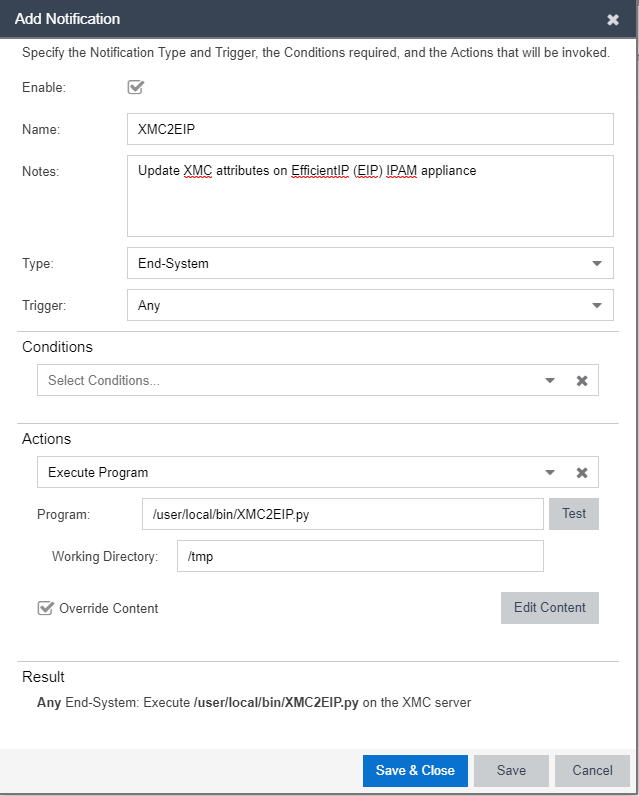 Add Notification
Specify the Notification Type and Trigger, the Conditions required, and the Actions that will be invoked.
Enable:
Name: XMC2EIP
Notes: Update XMC attributes on EfficientIP (EIP) IPAM appliance
Type: End-System
Trigger: Any
Conditions
Select Conditions...
Actions
Execute Program
Program: /user/local/bin/XMC2EIP.py Test
Working Directory: /tmp
Override Content Edit Content
Result
Any End-System: Execute /user/local/bin/XMC2EIP.py on the XMC server
Save & Close Save Cancel